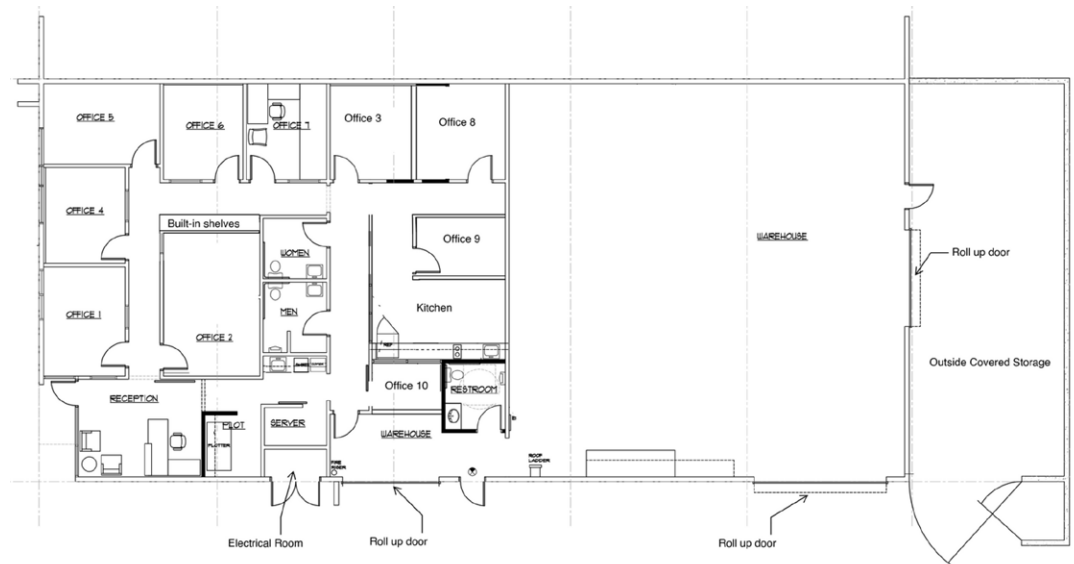 OFFICE 5
OFFICE 6
OFFICE 7
Office 3
Office 8
OFFICE 4
Built-in shelves
WOMEN
Office 9
WAREHOUSE
Roll up door
OFFICE 1
OFFICE 2
MEN
Kitchen
REF
Outside Covered Storage
RECEPTION
Office 10
RESTROOM
PLOT
PLOTTER
SERVER
WAREHOUSE
FIRE
RISER
ROOF
LADDER
Electrical Room
Roll up door
Roll up door